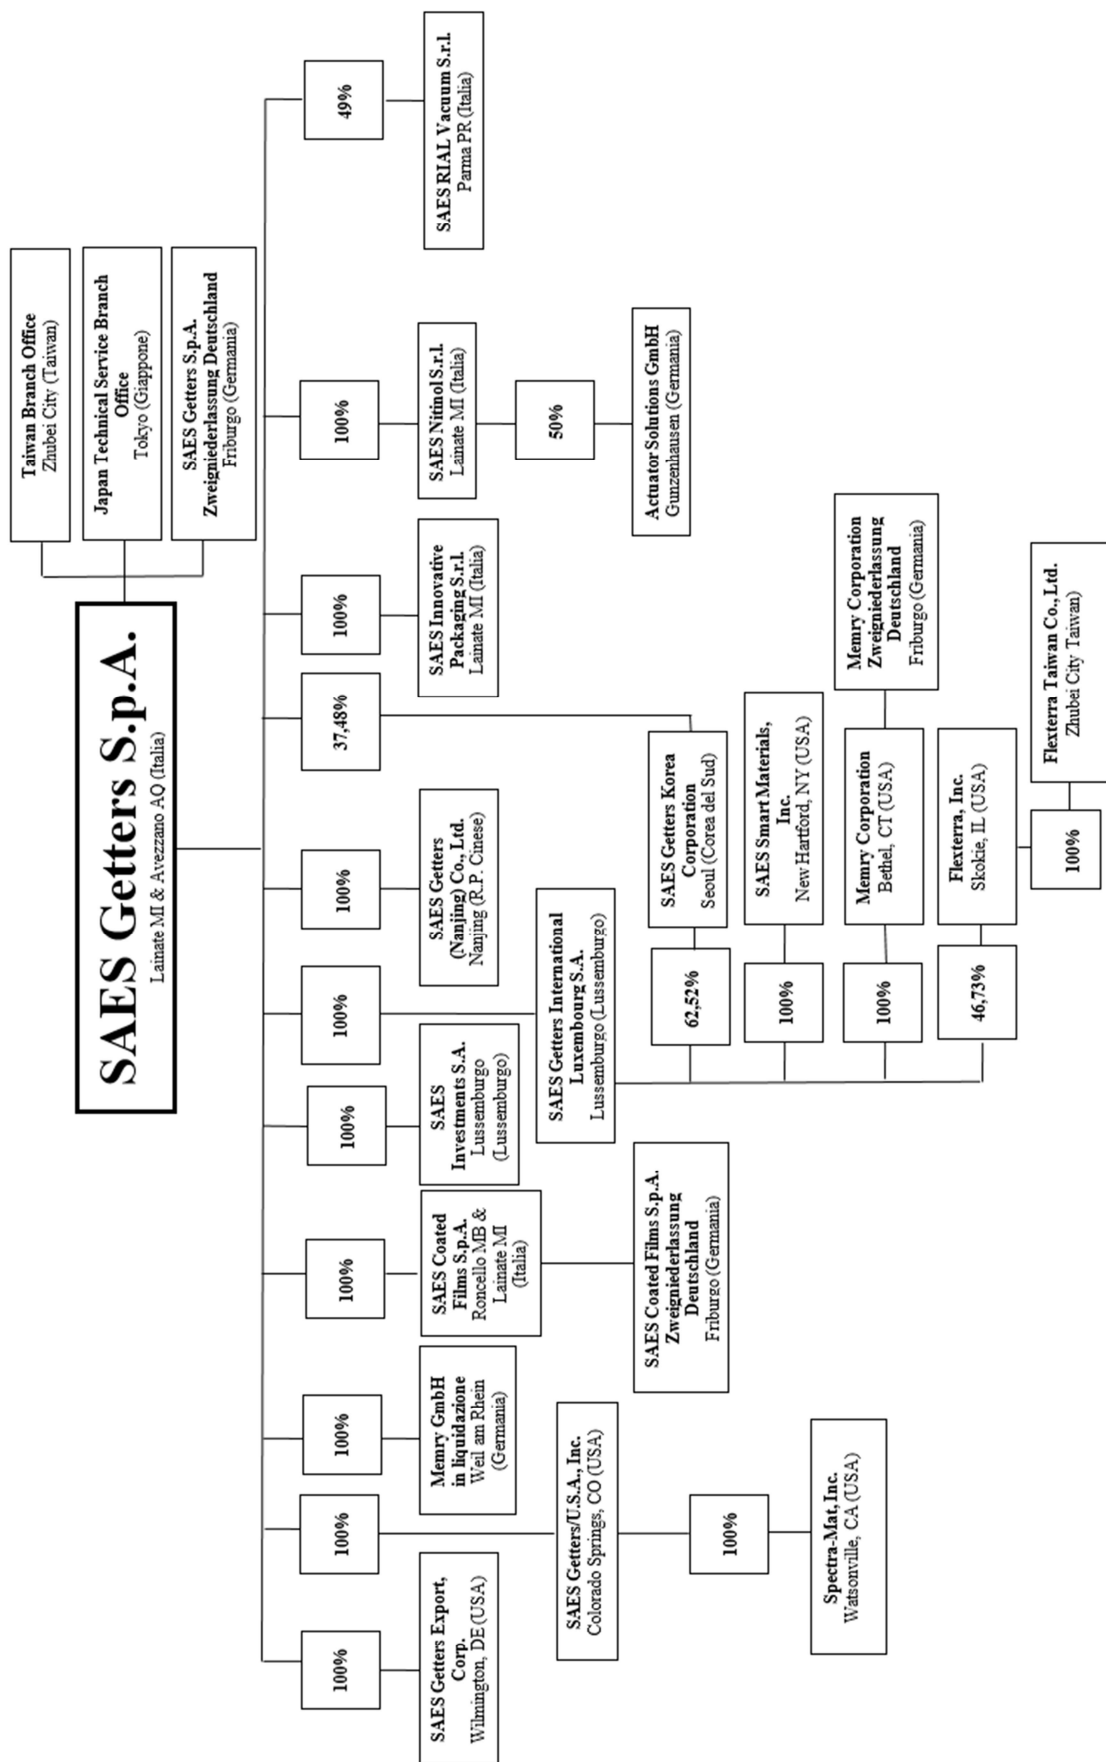 SAES Getters S.p.A.
Lainate MI & Avezzano AQ (Italia)
Taiwan Branch Office
Zhubei City (Taiwan)
Japan Technical Service Branch
Office
Tokyo (Giappone)
SAES Getters S.p.A.
Zweigniederlassung Deutschland
Friburgo (Germania)
100%
SAES Getters Export,
Corp.
Wilmington, DE (USA)
100%
SAES Getters/U.S.A., Inc.
Colorado Springs, CO (USA)
100%
Spectra-Mat, Inc.
Watsonville, CA (USA)
100%
Memry GmbH
in liquidazione
Weil am Rhein
(Germania)
100%
SAES Coated
Films S.p.A.
Roncello MB &
Lainate MI
(Italia)
SAES Coated Films S.p.A.
Zweigniederlassung
Deutschland
Friburgo (Germania)
100%
SAES
Investments S.A.
Lussemburgo
(Lussemburgo)
100%
SAES Getters International
Luxembourg S.A.
Lussemburgo (Lussemburgo)
62,52%
SAES Getters Korea
Corporation
Seoul (Corea del Sud)
100%
SAES Smart Materials,
Inc.
New Hartford, NY (USA)
100%
Memry Corporation
Bethel, CT (USA)
Memry Corporation
Zweigniederlassung
Deutschland
Friburgo (Germania)
46,73%
Flexterra, Inc.
Skokie, IL (USA)
100%
Flexterra Taiwan Co., Ltd.
Zhubei City Taiwan)
100%
SAES Getters
(Nanjing) Co., Ltd.
Nanjing (R.P. Cinese)
37,48%
100%
SAES Innovative
Packaging S.r.l.
Lainate MI (Italia)
100%
SAES Nitinol S.r.l.
Lainate MI (Italia)
50%
Actuator Solutions GmbH
Gunzenhausen (Germania)
49%
SAES RIAL Vacuum S.r.l.
Parma PR (Italia)